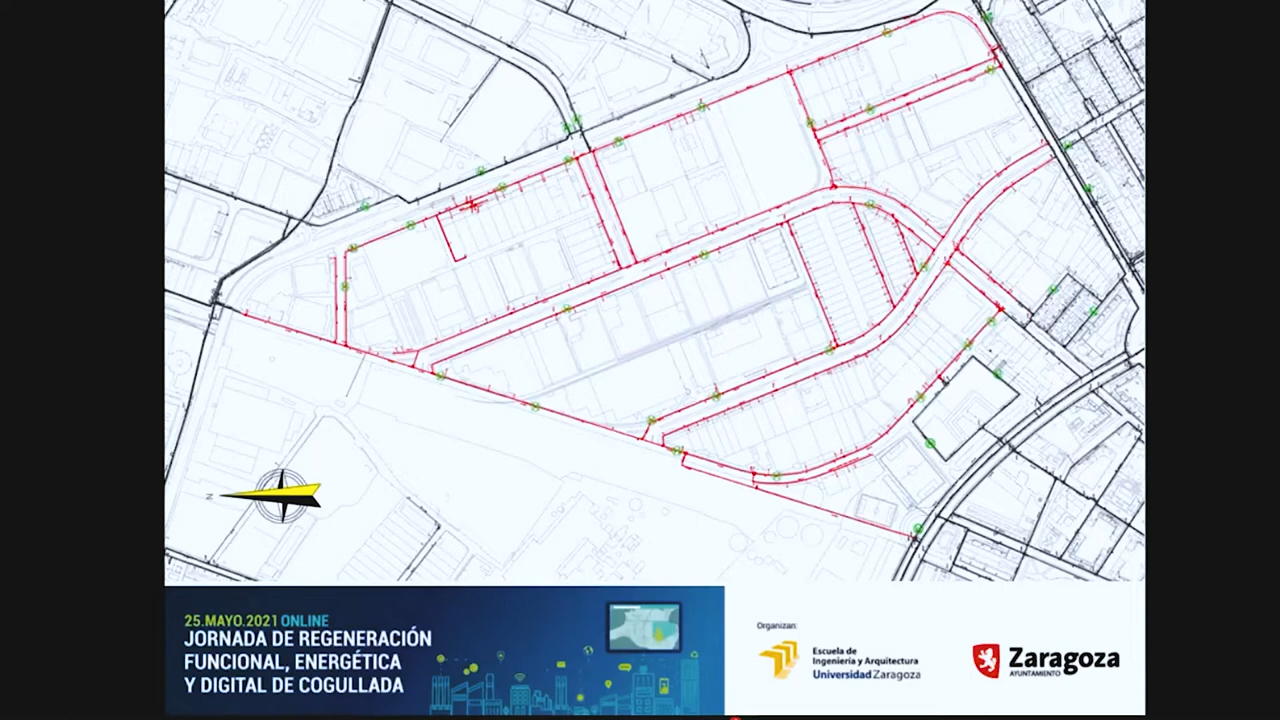 N
25.MAYO.2021 ONLINE
JORNADA DE REGENERACIÓN
FUNCIONAL, ENERGÉTICA
Y DIGITAL DE COGULLADA
Organizan:
Escuela de
Ingeniería y Arquitectura
Universidad Zaragoza
Zaragoza
AYUNTAMIENTO